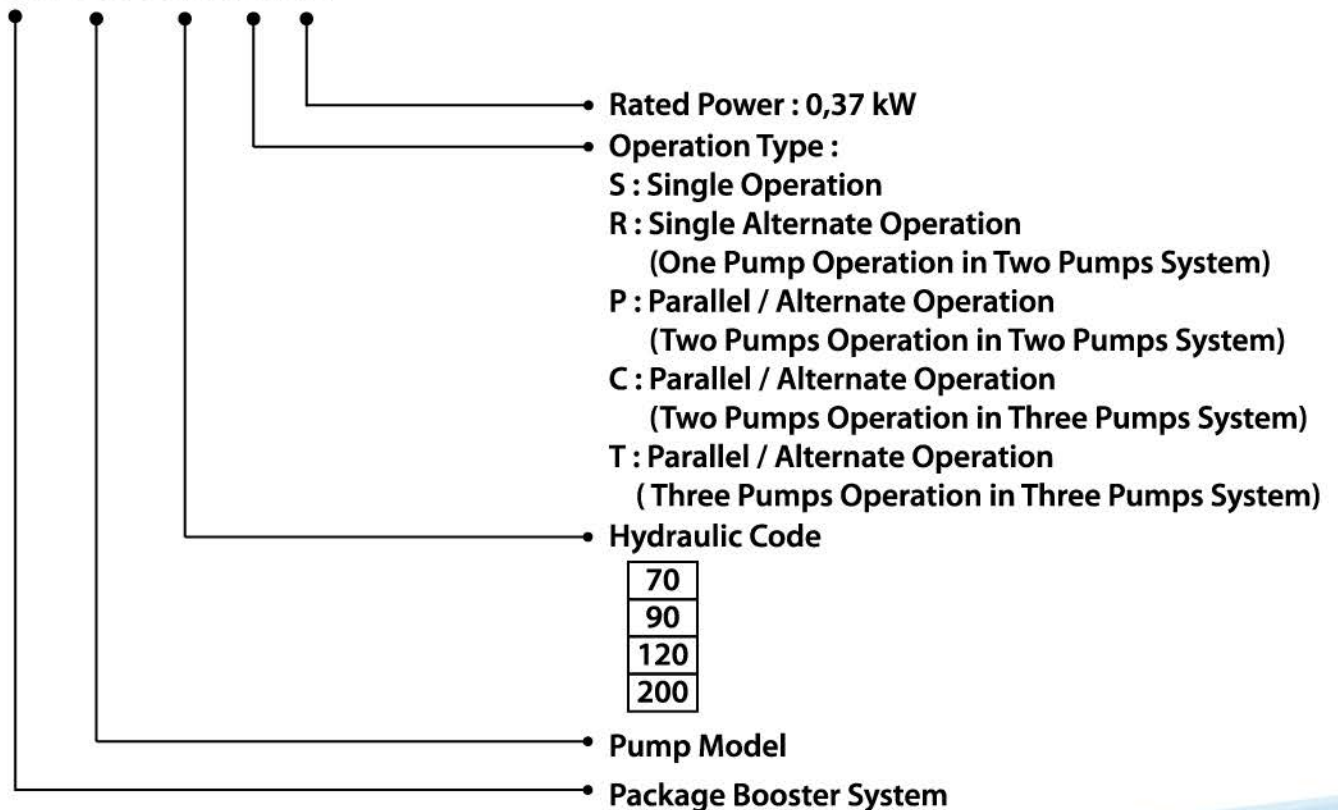 Rated Power : 0,37 kW
Operation Type :
S : Single Operation
R : Single Alternate Operation
(One Pump Operation in Two Pumps System)
P : Parallel / Alternate Operation
(Two Pumps Operation in Two Pumps System)
C : Parallel / Alternate Operation
(Two Pumps Operation in Three Pumps System)
T : Parallel / Alternate Operation
( Three Pumps Operation in Three Pumps System)
Hydraulic Code
70
90
120
200
Pump Model
Package Booster System